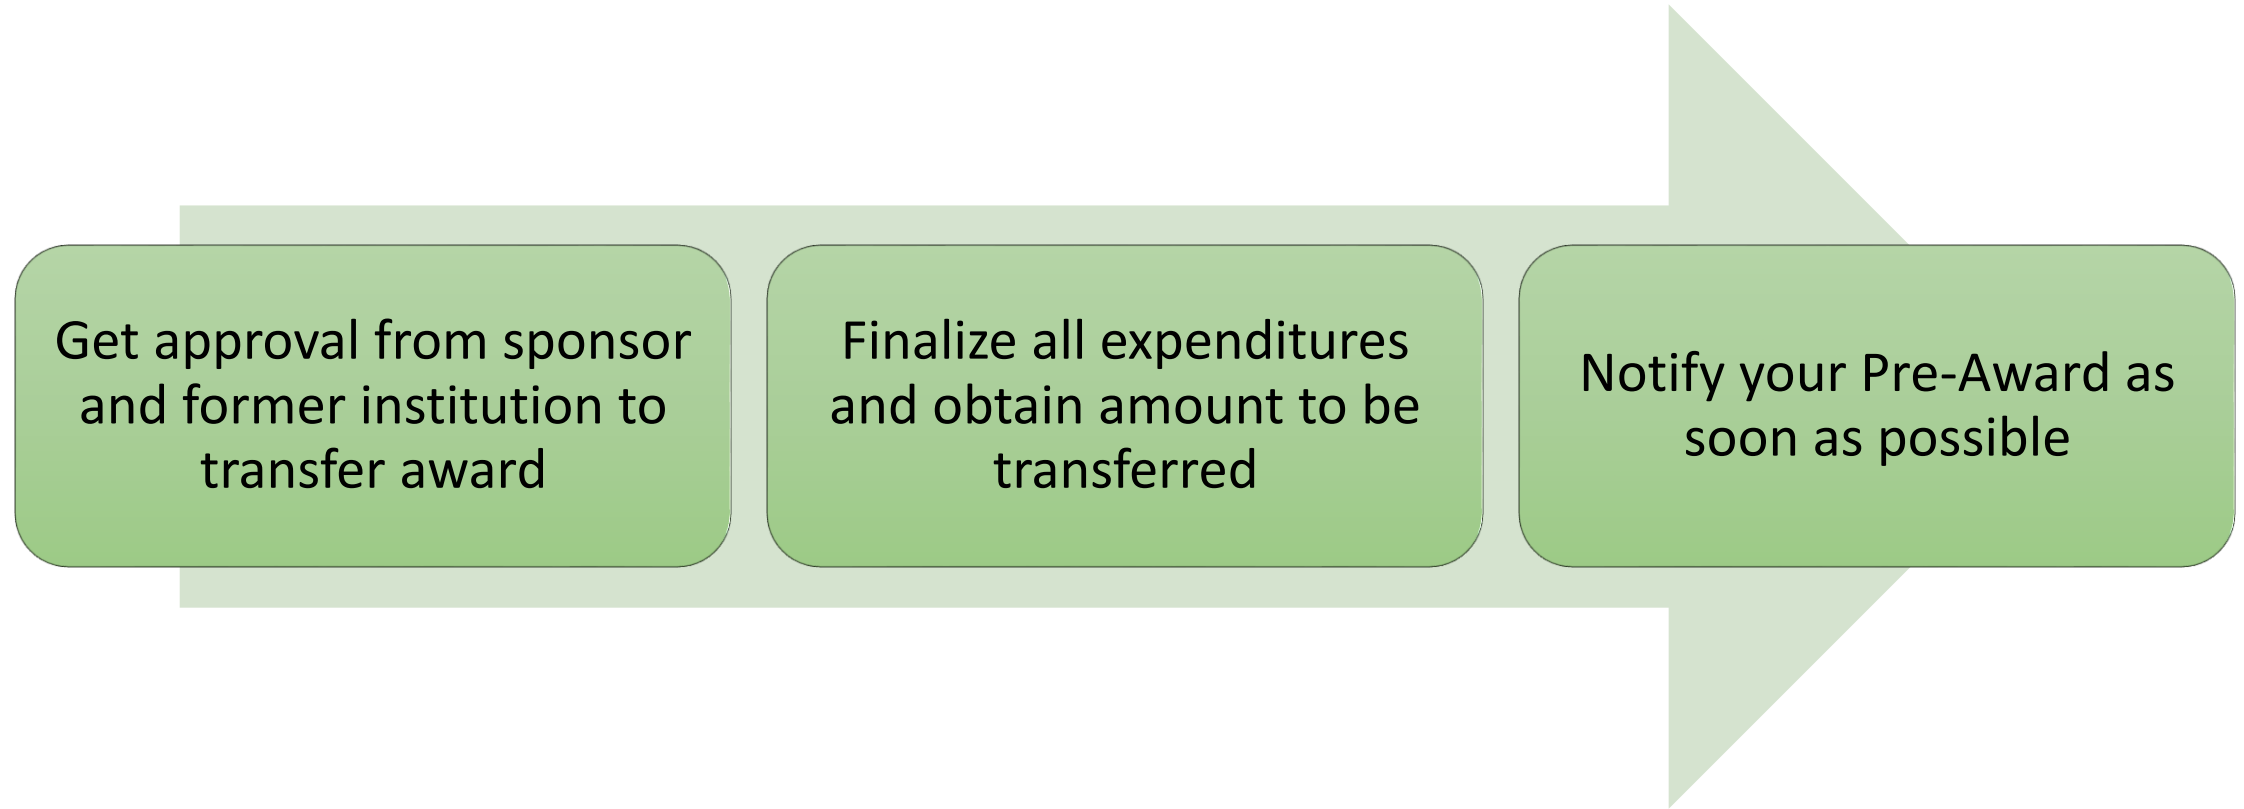 Get approval from sponsor
and former institution to
transfer award
Finalize all expenditures
and obtain amount to be
transferred
Notify your Pre-Award as
soon as possible